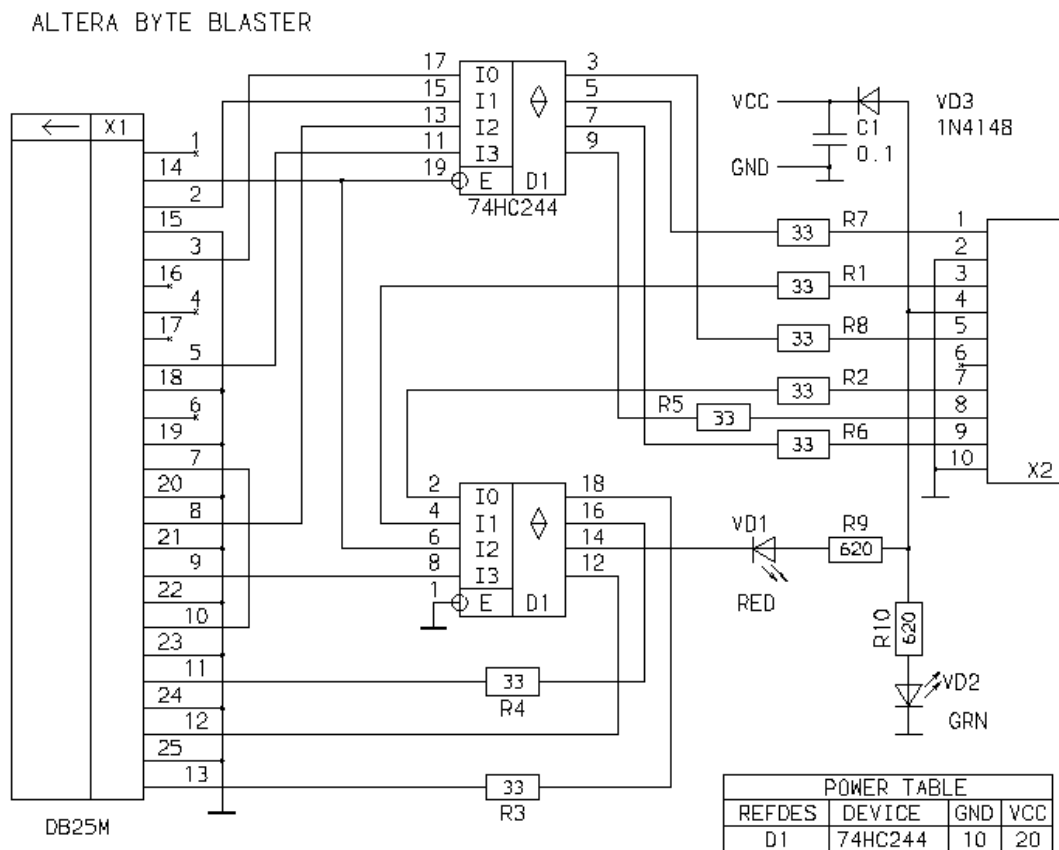 ALTERA BYTE BLASTER
X1
1
14
2
15
3
16
4
17
5
18
6
19
7
20
8
21
9
22
10
23
11
24
12
25
13
DB25M
17 I0 3
15 I1 5
13 I2 7
11 I3 9
19 E D1
74HC244
VCC
GND
C1
0.1
VD3
1N4148
33 R7 1
2
33 R1 3
4
33 R8 5
6
33 R2 7
R5 33 8
33 R6 9
10
X2
2 I0 18
4 I1 16
6 I2 14
8 I3 12
1 E D1
VD1
RED
R9
620
R10
620
VD2
GRN
33
R4
33
R3
POWER TABLE
REFDES DEVICE GND VCC
D1 74HC244 10 20